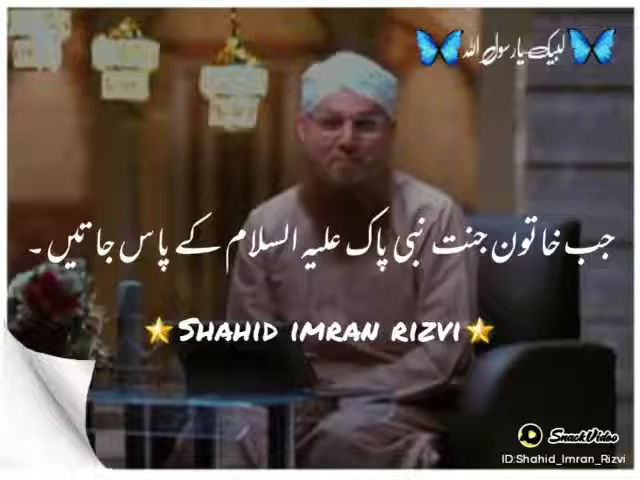 لبیک یا رسول اللہ
جب خاتون جنت نبی پاک علیہ السلام کے پاس جاتیں۔
SHAHID IMRAN RIZVI
SnackVideo
ID:Shahid_Imran_Rizvi